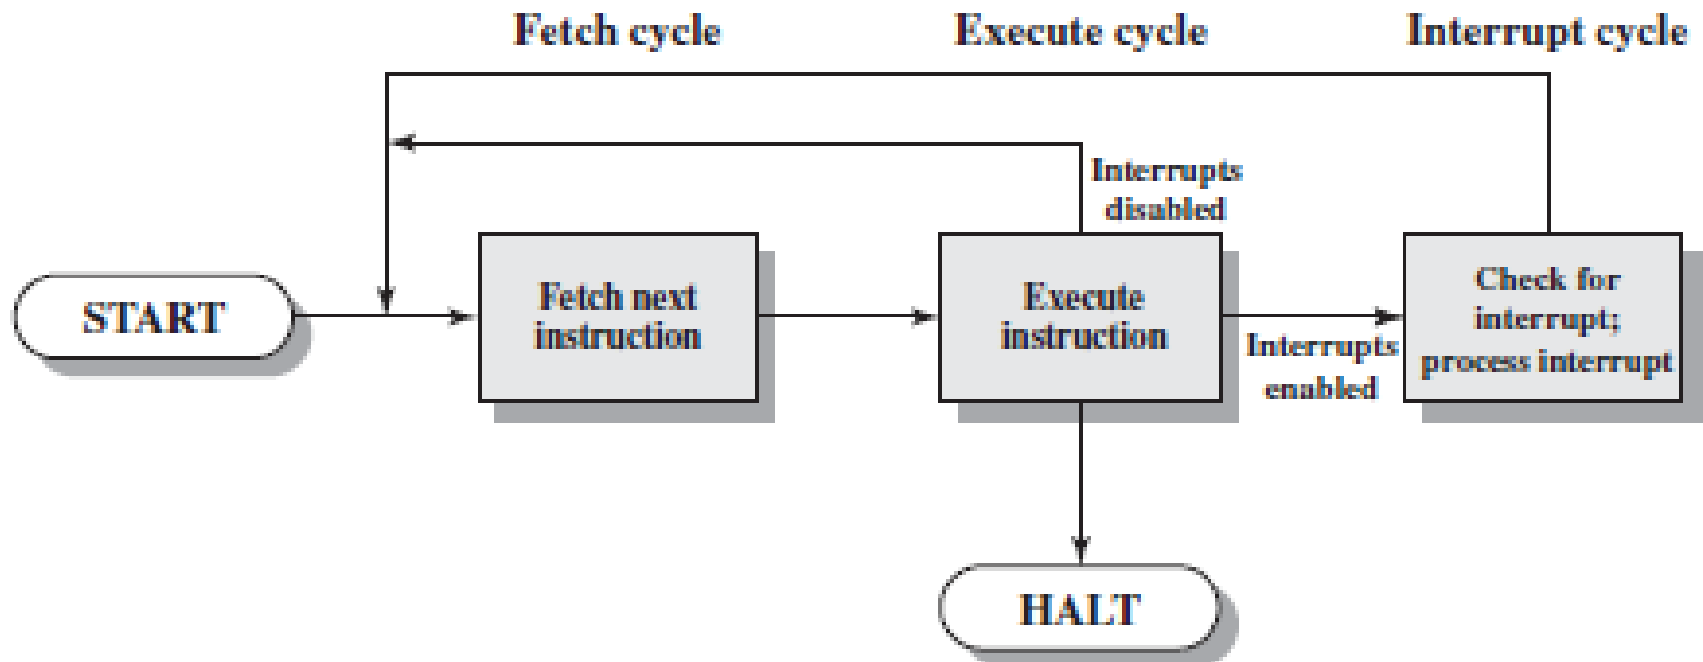 Fetch cycle
Execute cycle
Interrupt cycle
Interrupts
disabled
START
Fetch next
instruction
Execute
instruction
Interrupts
enabled
Check for
interrupt;
process interrupt
HALT